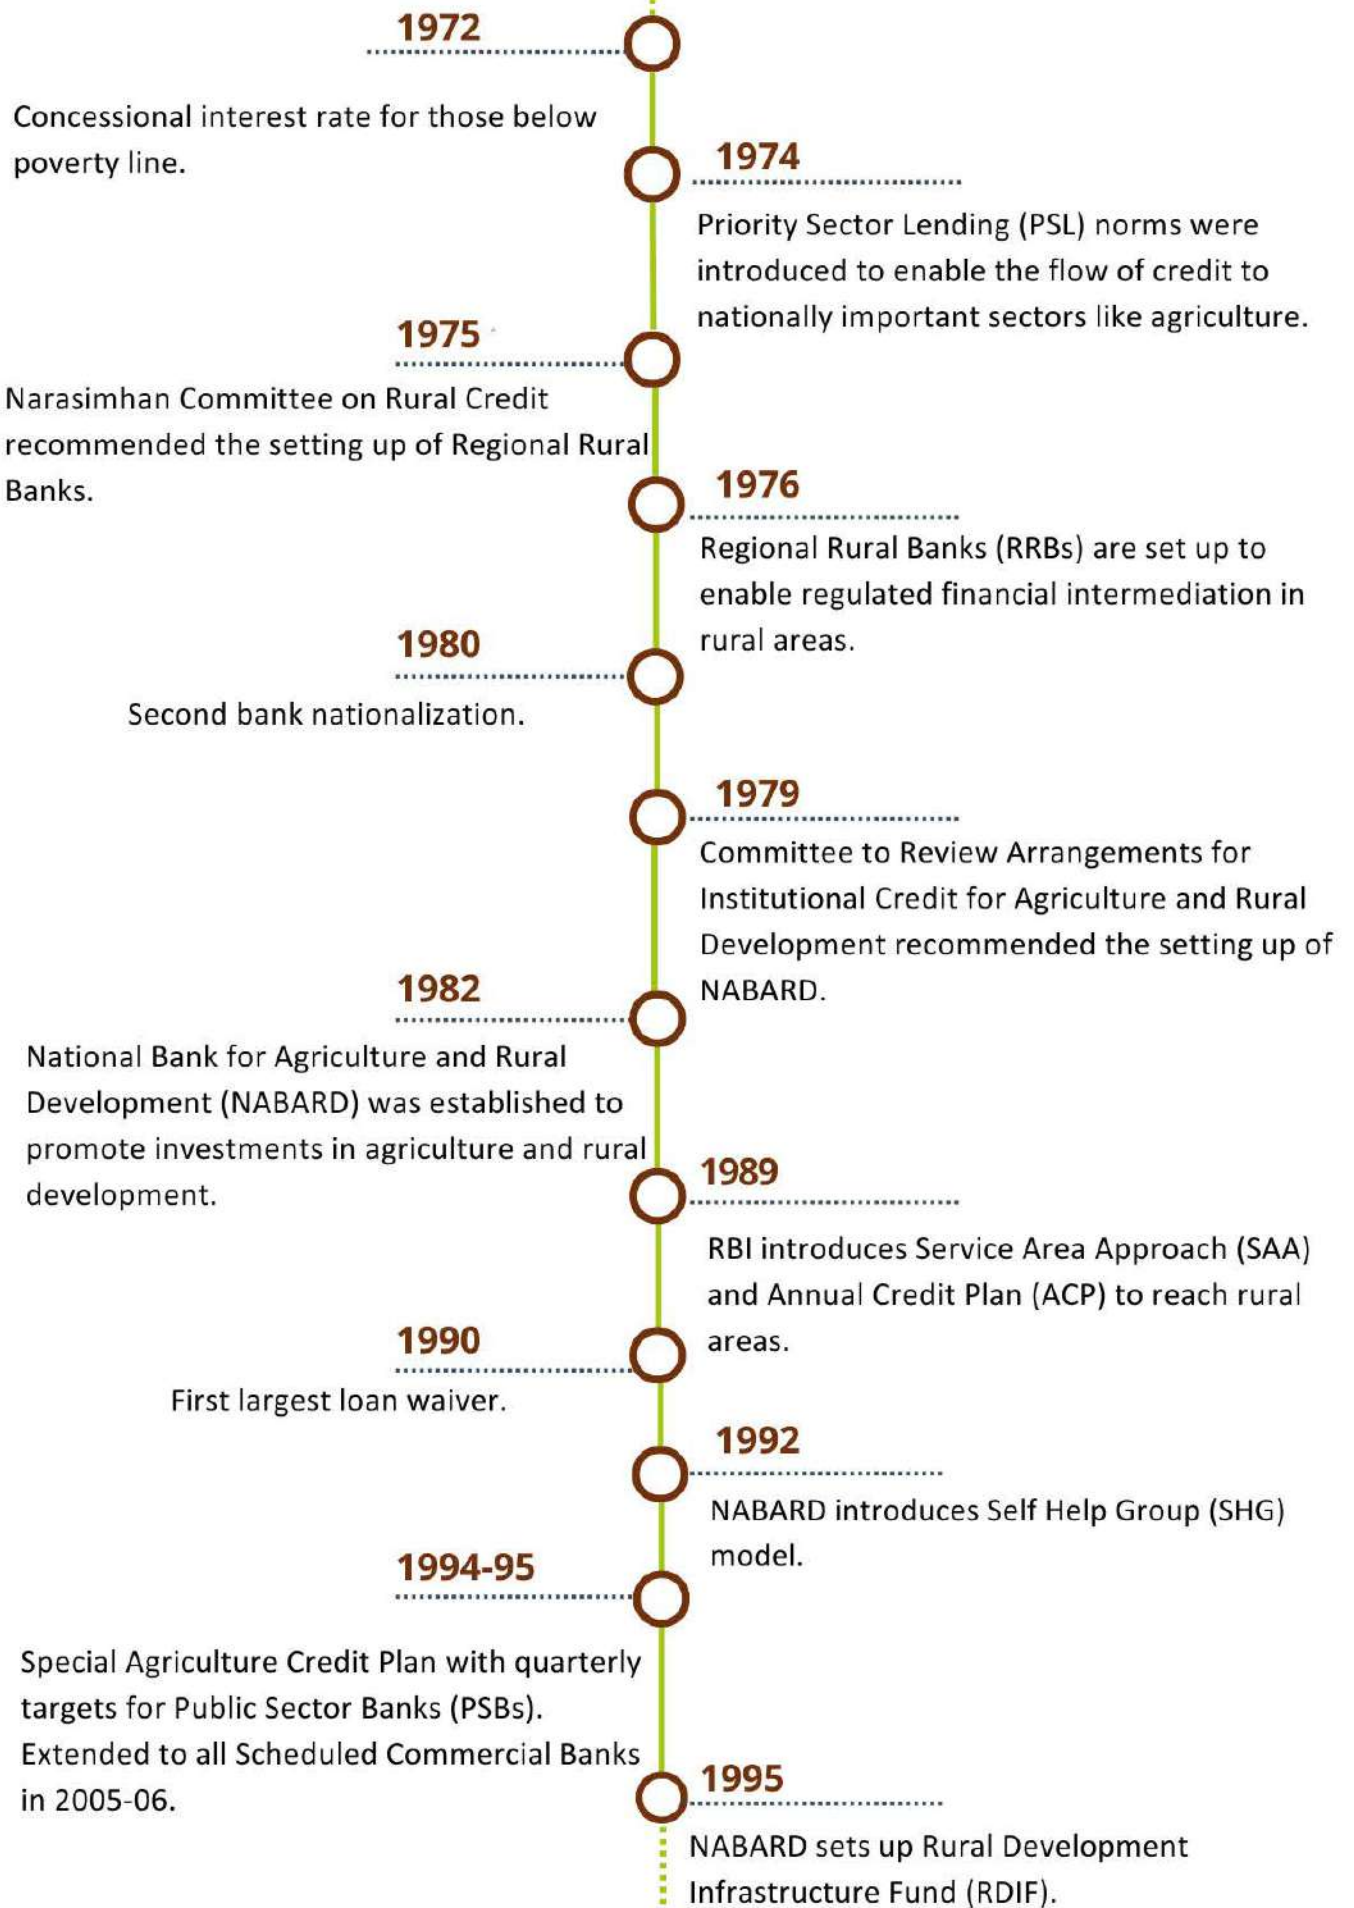 1972
Concessional interest rate for those below
poverty line.
1974
Priority Sector Lending (PSL) norms were
introduced to enable the flow of credit to
nationally important sectors like agriculture.
1975
Narasimhan Committee on Rural Credit
recommended the setting up of Regional Rural
Banks.
1976
Regional Rural Banks (RRBs) are set up to
enable regulated financial intermediation in
rural areas.
1980
Second bank nationalization.
1979
Committee to Review Arrangements for
Institutional Credit for Agriculture and Rural
Development recommended the setting up of
NABARD.
1982
National Bank for Agriculture and Rural
Development (NABARD) was established to
promote investments in agriculture and rural
development.
1989
RBI introduces Service Area Approach (SAA)
and Annual Credit Plan (ACP) to reach rural
areas.
1990
First largest loan waiver.
1992
NABARD introduces Self Help Group (SHG)
model.
1994-95
Special Agriculture Credit Plan with quarterly
targets for Public Sector Banks (PSBs).
Extended to all Scheduled Commercial Banks
in 2005-06.
1995
NABARD sets up Rural Development
Infrastructure Fund (RDIF).